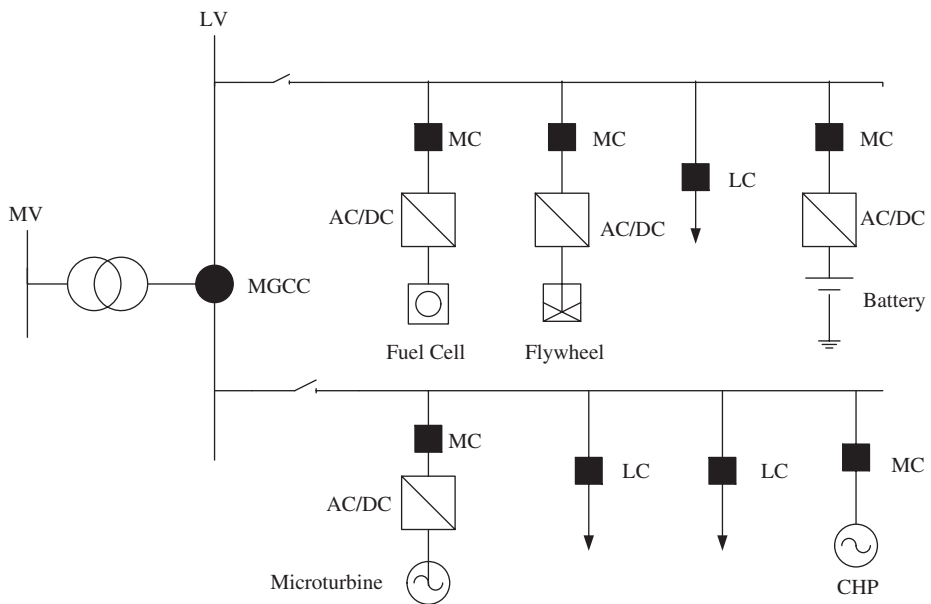 LV
MC
MC
LC
MC
MV
AC/DC
AC/DC
AC/DC
MGCC
Battery
Fuel Cell
Flywheel
MC
LC
LC
MC
AC/DC
Microturbine
CHP